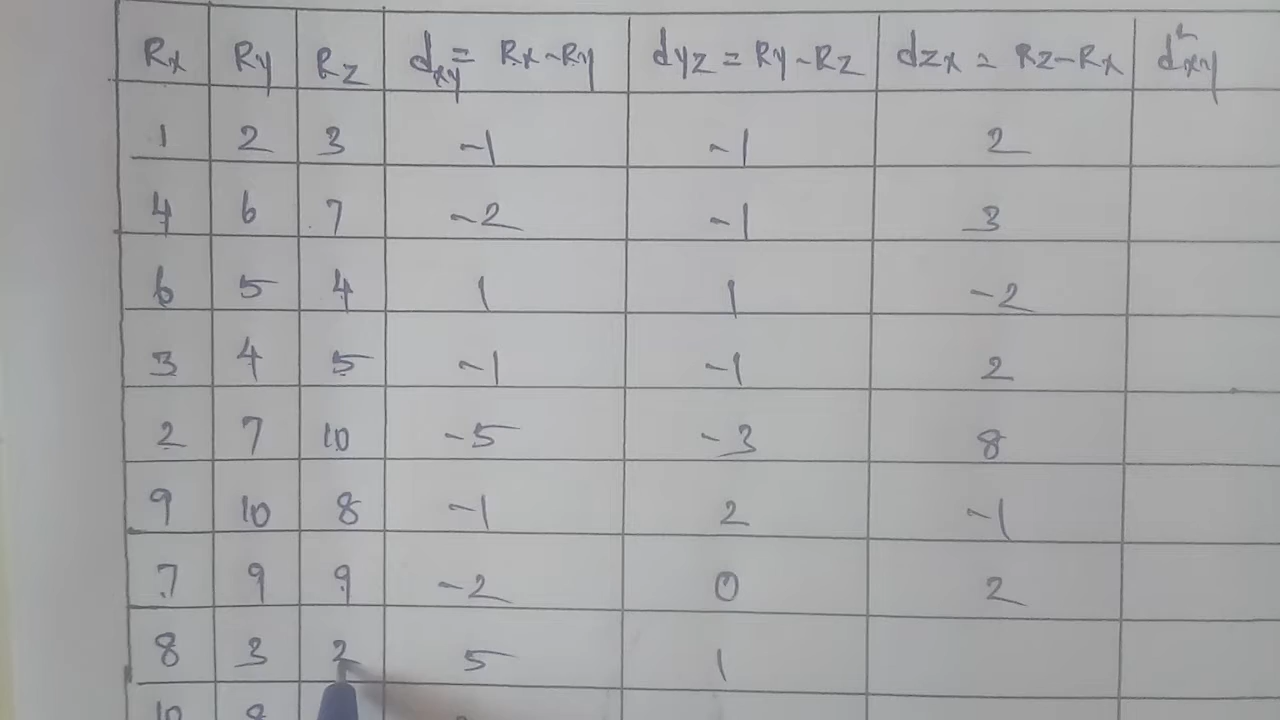 Rx Ry Rz dxy = Rx-Ry dyz = Ry-Rz dzx = Rz-Rx d²xy
1 2 3 -1 -1 2
4 6 7 -2 -1 3
6 5 4 1 1 -2
3 4 5 -1 -1 2
2 7 10 -5 -3 8
9 10 8 -1 2 -1
7 9 9 -2 0 2
8 3 2 5 1
10